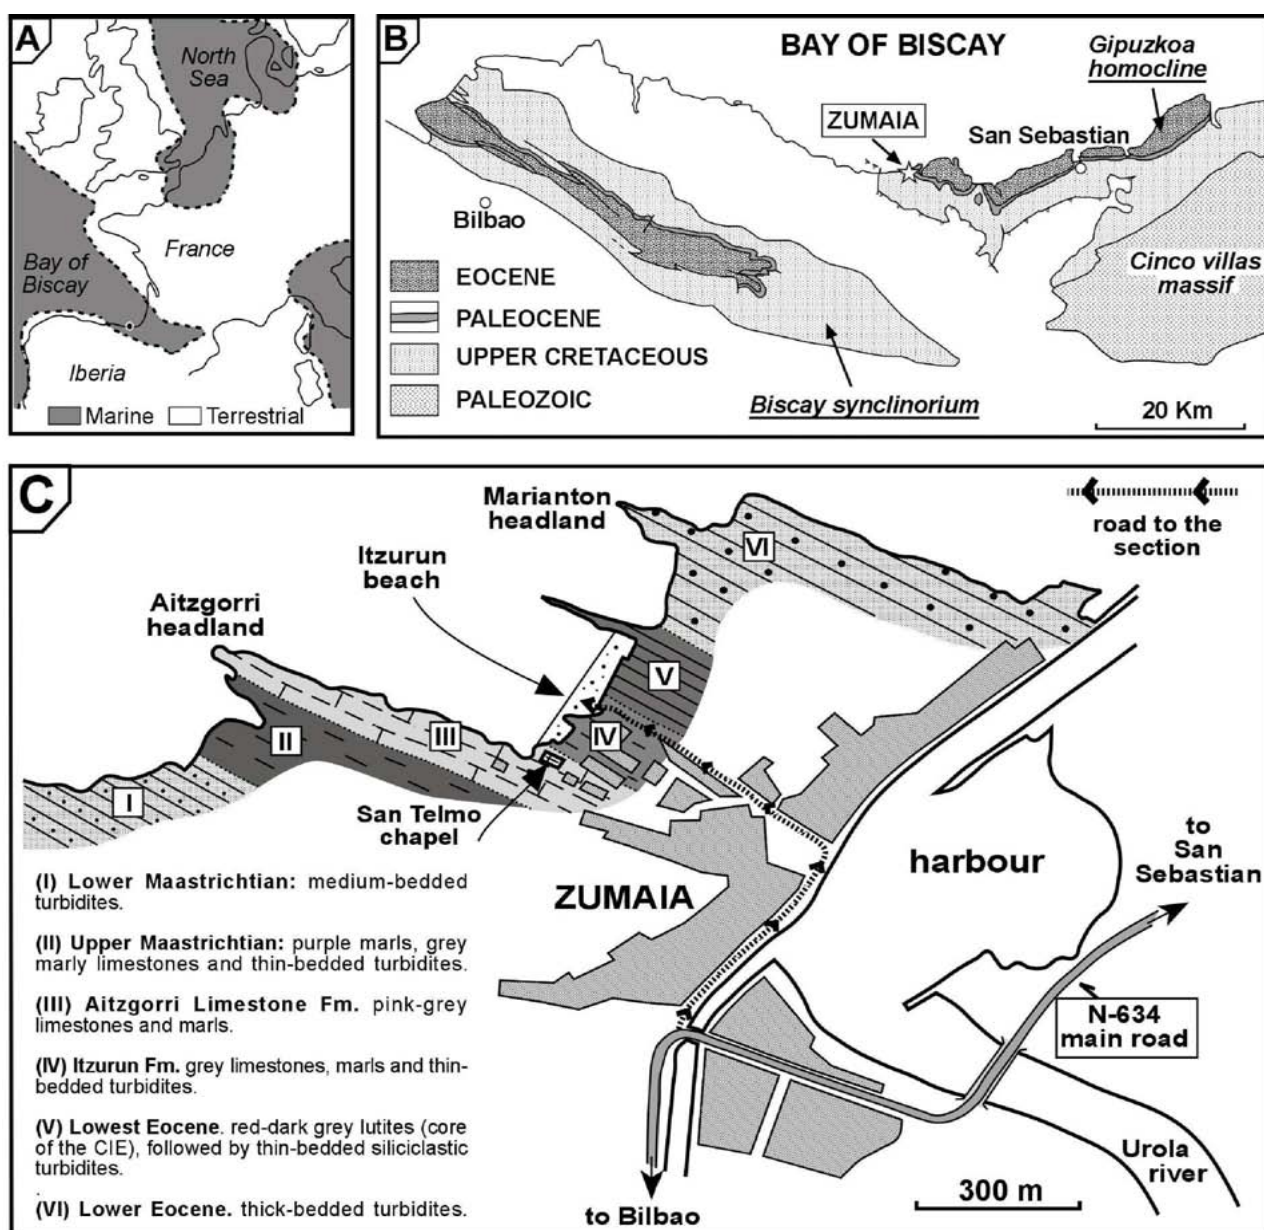 A
North
Sea
France
Bay of
Biscay
Iberia
Marine
Terrestrial
B
BAY OF BISCAY
Gipuzkoa
homocline
ZUMAIA
San Sebastian
Bilbao
Cinco villas
massif
EOCENE
PALEOCENE
UPPER CRETACEOUS
PALEOZOIC
Biscay synclinorium
20 Km
C
Marianton
headland
road to the
section
Itzurun
beach
Aitzgorri
headland
VI
V
IV
III
II
I
San Telmo
chapel
ZUMAIA
harbour
to
San
Sebastian
N-634
main road
Urola
river
300 m
to Bilbao
(I) Lower Maastrichtian: medium-bedded
turbidites.
(II) Upper Maastrichtian: purple marls, grey
marly limestones and thin-bedded turbidites.
(III) Aitzgorri Limestone Fm. pink-grey
limestones and marls.
(IV) Itzurun Fm. grey limestones, marls and thin-
bedded turbidites.
(V) Lowest Eocene. red-dark grey lutites (core
of the CIE), followed by thin-bedded siliciclastic
turbidites.
.
(VI) Lower Eocene. thick-bedded turbidites.